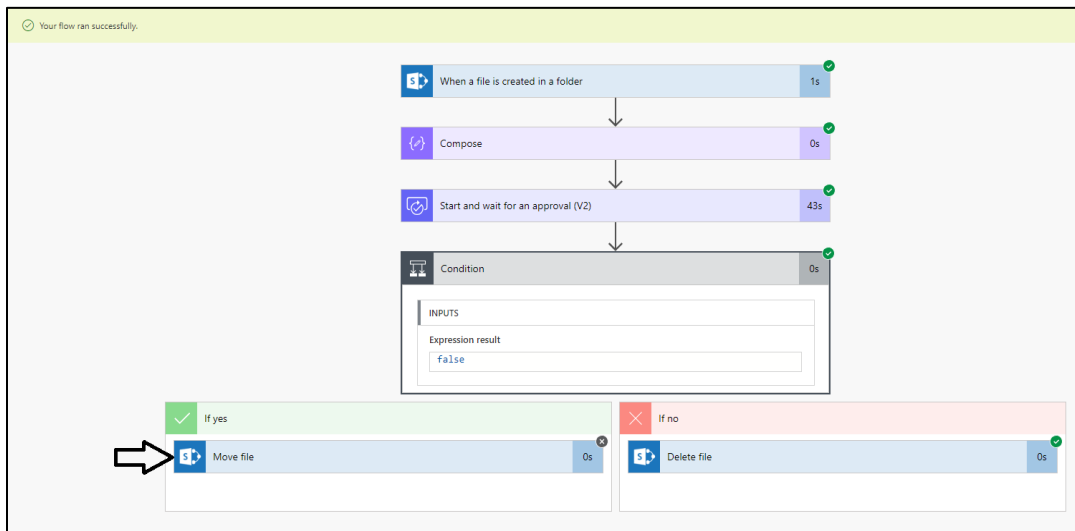 Your flow ran successfully.
When a file is created in a folder
1s
{𝓮} Compose
0s
Start and wait for an approval (V2)
43s
Condition
0s
INPUTS
Expression result
false
If yes
S Move file
0s
If no
S Delete file
0s